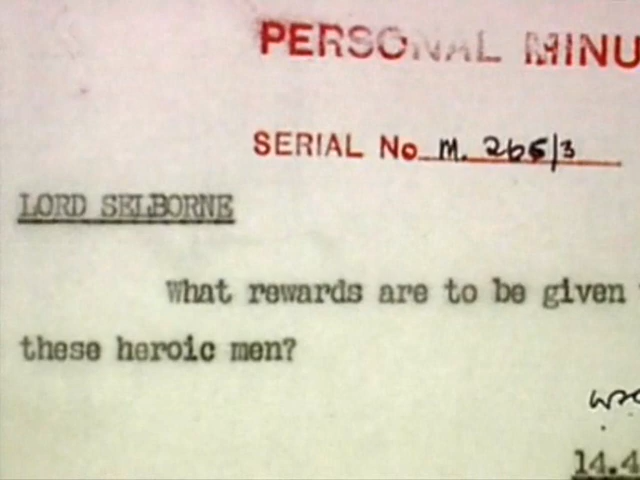 PERSONAL MINU
SERIAL No M. 265/3
LORD SELBORNE
What rewards are to be given
these heroic men?
14.4